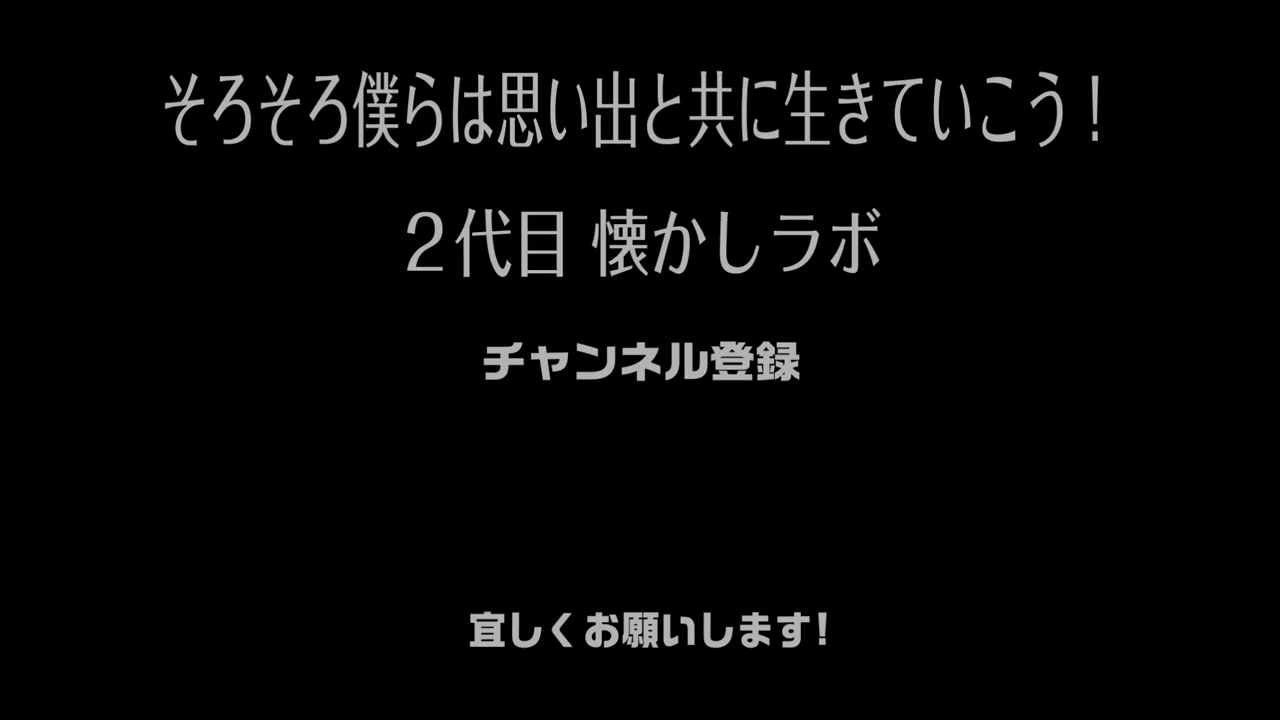 そろそろ僕らは思い出と共に生きていこう！
２代目 懐かしラボ
チャンネル登録
宜しくお願いします!